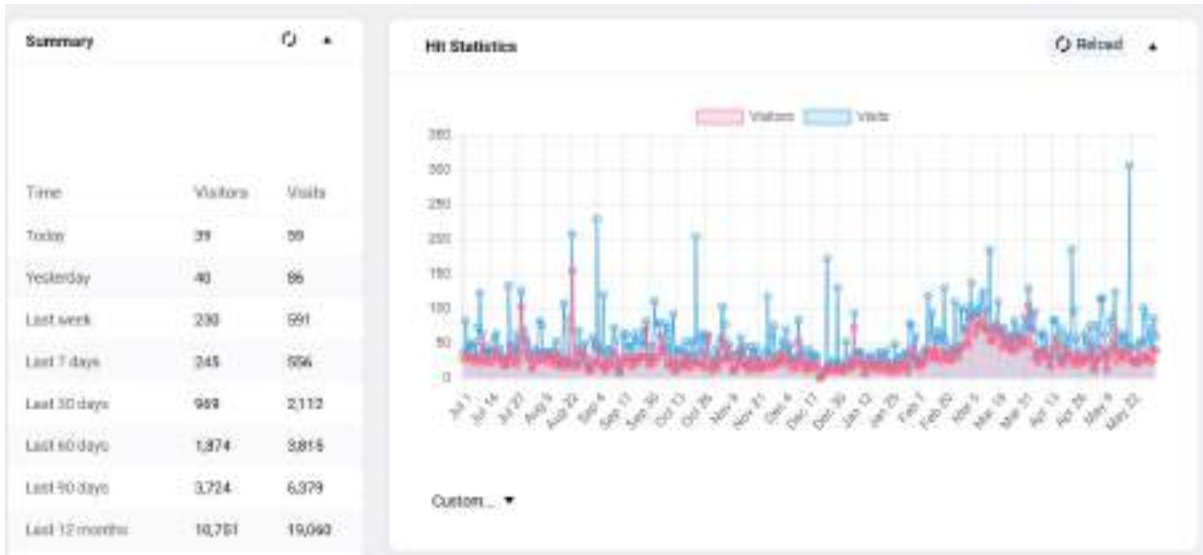 Summary
Time Visitors Visits
Today 39 59
Yesterday 40 86
Last week 230 591
Last 7 days 245 556
Last 30 days 969 2,112
Last 60 days 1,874 3,815
Last 90 days 3,724 6,379
Last 12 months 10,751 19,060
Hit Statistics
Reload
Visitors Visits
350
300
250
200
150
100
50
0
Jul 1 Jul 14 Jul 27 Aug 22 Sep 4 Sep 17 Sep 30 Oct 13 Oct 26 Nov 21 Dec 4 Dec 17 Dec 30 Jan 12 Jan 25 Feb 7 Feb 20 Mar 5 Mar 18 Mar 31 Apr 13 Apr 26 May 9 May 22
Custom...